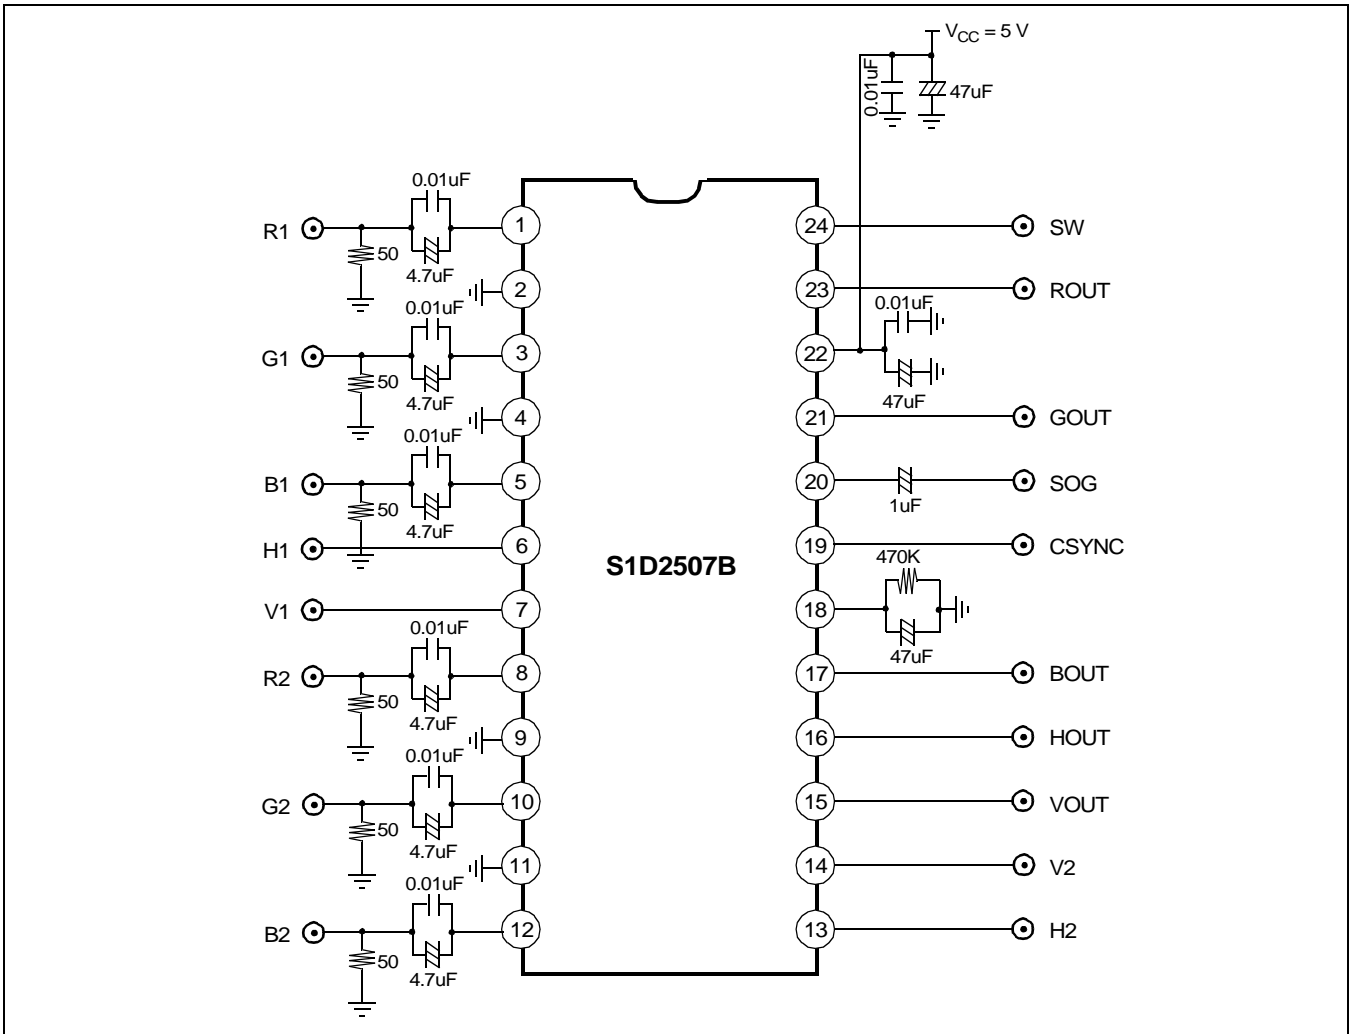 VCC = 5 V
0.01uF
47uF
0.01uF
R1
50
4.7uF
1
24
SW
2
23
ROUT
0.01uF
0.01uF
G1
50
4.7uF
3
22
47uF
4
21
GOUT
0.01uF
B1
50
4.7uF
5
20
1uF
SOG
H1
6
S1D2507B
19
CSYNC
470K
V1
7
18
47uF
0.01uF
R2
50
4.7uF
8
17
BOUT
9
16
HOUT
0.01uF
G2
50
4.7uF
10
15
VOUT
11
14
V2
0.01uF
B2
50
4.7uF
12
13
H2